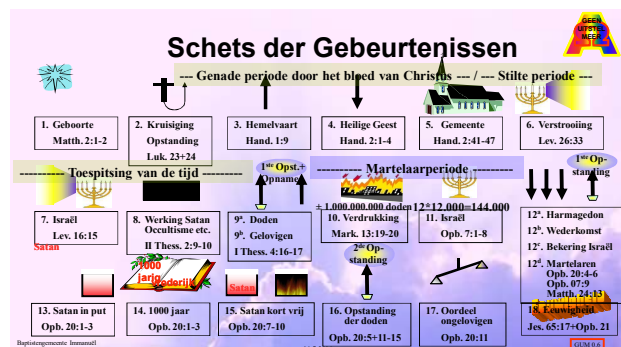 GEEN
UITSTEL
MEER
Schets der Gebeurtenissen
--- Genade periode door het bloed van Christus --- / --- Stilte periode ---
1. Geboorte
Matth. 2:1-2
2. Kruisiging
Opstanding
Luk. 23+24
3. Hemelvaart
Hand. 1:9
4. Heilige Geest
Hand. 2:1-4
5. Gemeente
Hand. 2:41-47
6. Verstrooiing
Lev. 26:33
---------- Toespitsing van de tijd ---------
1ste Opst.+
Opname
---------- Martelaarperiode ---------
1ste Op-
standing
± 1.000.000.000 doden
12*12.000=144.000
7. Israël
Lev. 16:15
8. Werking Satan
Occultisme etc.
II Thess. 2:9-10
9a. Doden
9b. Gelovigen
I Thess. 4:16-17
10. Verdrukking
Mark. 13:19-20
11. Israël
Opb. 7:1-8
12a. Harmagedon
12b. Wederkomst
12c. Bekering Israël
12d. Martelaren
Opb. 20:4-6
Opb. 07:9
Matth. 24:13
Satan
1000
jarig
Satan
2de Op-
standing
13. Satan in put
Opb. 20:1-3
14. 1000 jaar
Opb. 20:1-3
15. Satan kort vrij
Opb. 20:7-10
16. Opstanding
der doden
Opb. 20:5+11-15
17. Oordeel
ongelovigen
Opb. 20:11
18. Eeuwigheid
Jes. 65:17+Opb. 21
Baptistengemeente Immanuël